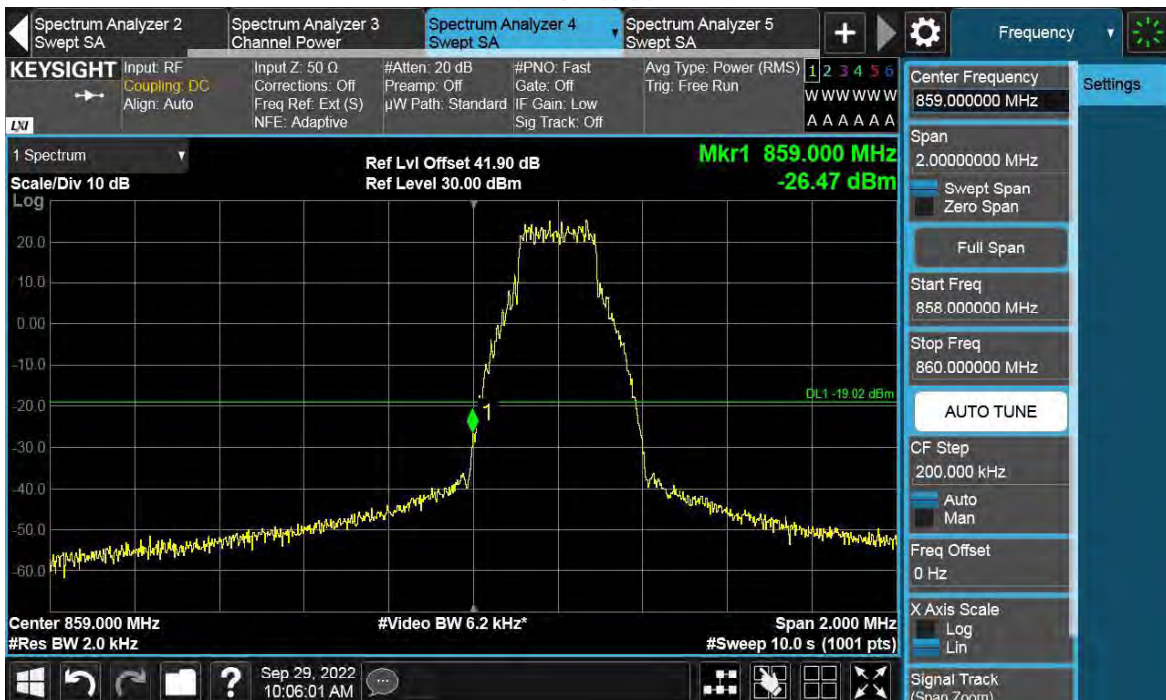 Spectrum Analyzer 2
Swept SA
Spectrum Analyzer 3
Channel Power
Spectrum Analyzer 4
Swept SA
Spectrum Analyzer 5
Swept SA
+
Frequency
KEYSIGHT
LXI
Input: RF
Coupling: DC
Align: Auto
Input Z: 50 Ω
Corrections: Off
Freq Ref: Ext (S)
NFE: Adaptive
#Atten: 20 dB
Preamp: Off
µW Path: Standard
#PNO: Fast
Gate: Off
IF Gain: Low
Sig Track: Off
Avg Type: Power (RMS)
Trig: Free Run
1 2 3 4 5 6
W W W W W W
A A A A A A
1 Spectrum
Scale/Div 10 dB
Log
Ref Lvl Offset 41.90 dB
Ref Level 30.00 dBm
Mkr1 859.000 MHz
-26.47 dBm
20.0
10.0
0.00
-10.0
-20.0
-30.0
-40.0
-50.0
-60.0
DL1 -19.02 dBm
1
Center 859.000 MHz
#Res BW 2.0 kHz
#Video BW 6.2 kHz*
Span 2.000 MHz
#Sweep 10.0 s (1001 pts)
Center Frequency
859.000000 MHz
Span
2.00000000 MHz
Swept Span
Zero Span
Full Span
Start Freq
858.000000 MHz
Stop Freq
860.000000 MHz
AUTO TUNE
CF Step
200.000 kHz
Auto
Man
Freq Offset
0 Hz
X Axis Scale
Log
Lin
Signal Track
(Span Zoom)
Settings
?
Sep 29, 2022
10:06:01 AM